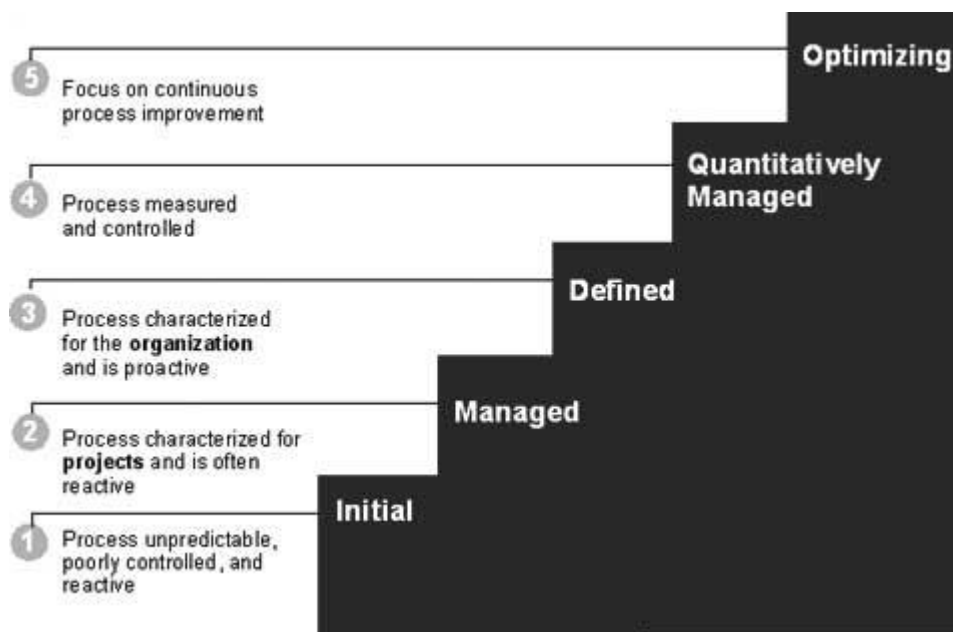 Optimizing
5
Focus on continuous
process improvement
Quantitatively
Managed
4
Process measured
and controlled
Defined
3
Process characterized
for the organization
and is proactive
Managed
2
Process characterized for
projects and is often
reactive
Initial
1
Process unpredictable,
poorly controlled, and
reactive